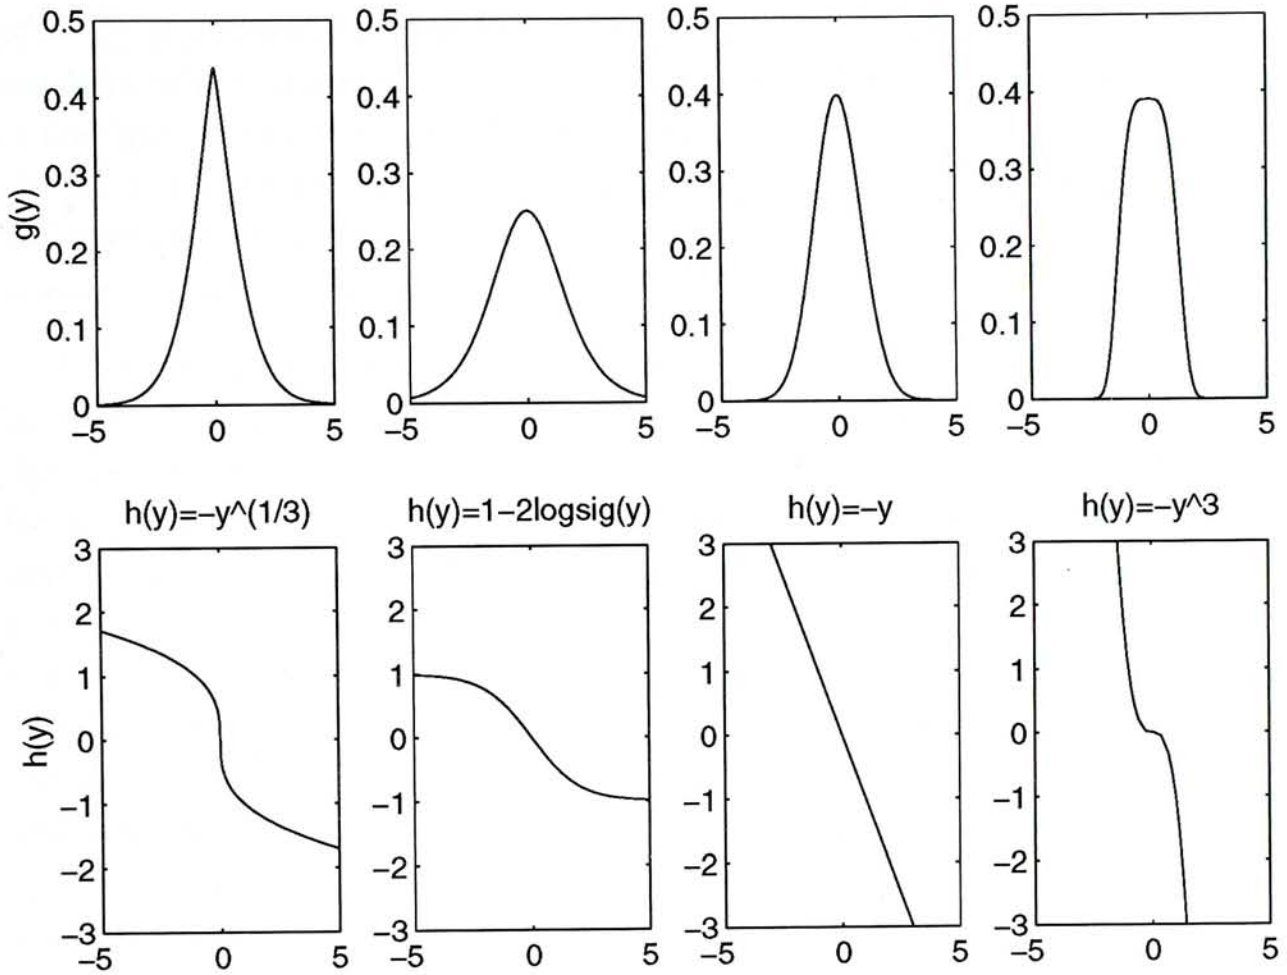 0.5 0.5 0.5 0.5
0.4 0.4 0.4 0.4
0.3 0.3 0.3 0.3
g(y)
0.2 0.2 0.2 0.2
0.1 0.1 0.1 0.1
0 0 0 0
−5 0 5 −5 0 5 −5 0 5 −5 0 5
h(y)=−y^(1/3) h(y)=1−2logsig(y) h(y)=−y h(y)=−y^3
3 3 3 3
2 2 2 2
1 1 1 1
h(y)
0 0 0 0
−1 −1 −1 −1
−2 −2 −2 −2
−3 −3 −3 −3
−5 0 5 −5 0 5 −5 0 5 −5 0 5